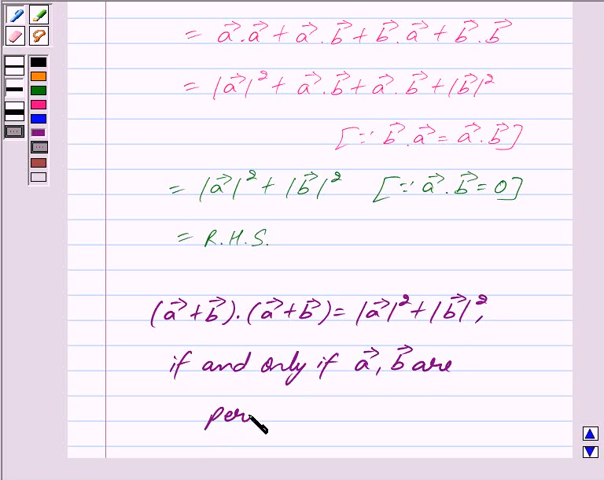 = a⃗.a⃗ + a⃗.b⃗ + b⃗.a⃗ + b⃗.b⃗
= |a⃗|² + a⃗.b⃗ + a⃗.b⃗ + |b⃗|²
[∵ b⃗.a⃗ = a⃗.b⃗]
= |a⃗|² + |b⃗|² [∵ a⃗.b⃗ = 0]
= R.H.S.
(a⃗+b⃗).(a⃗+b⃗) = |a⃗|² + |b⃗|²,
if and only if a⃗, b⃗ are
per